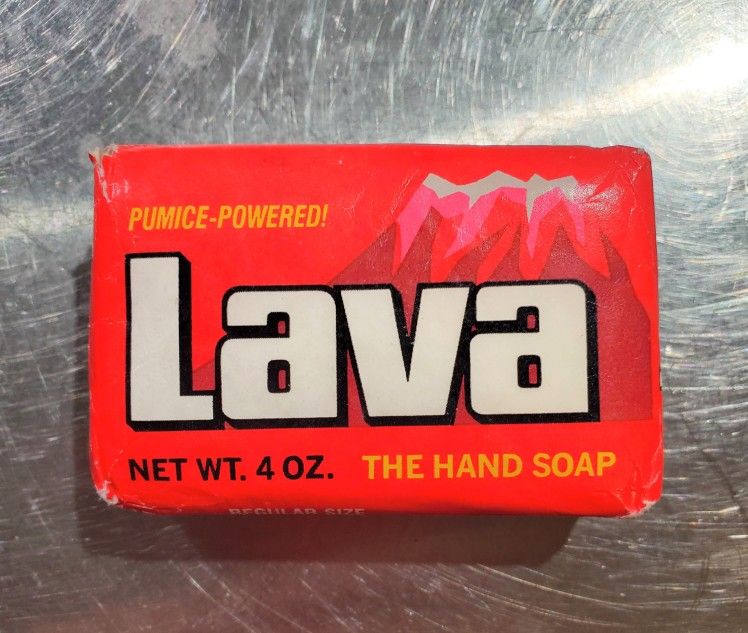 PUMICE-POWERED!
Lava
NET WT. 4 OZ. THE HAND SOAP
REGULAR SIZE